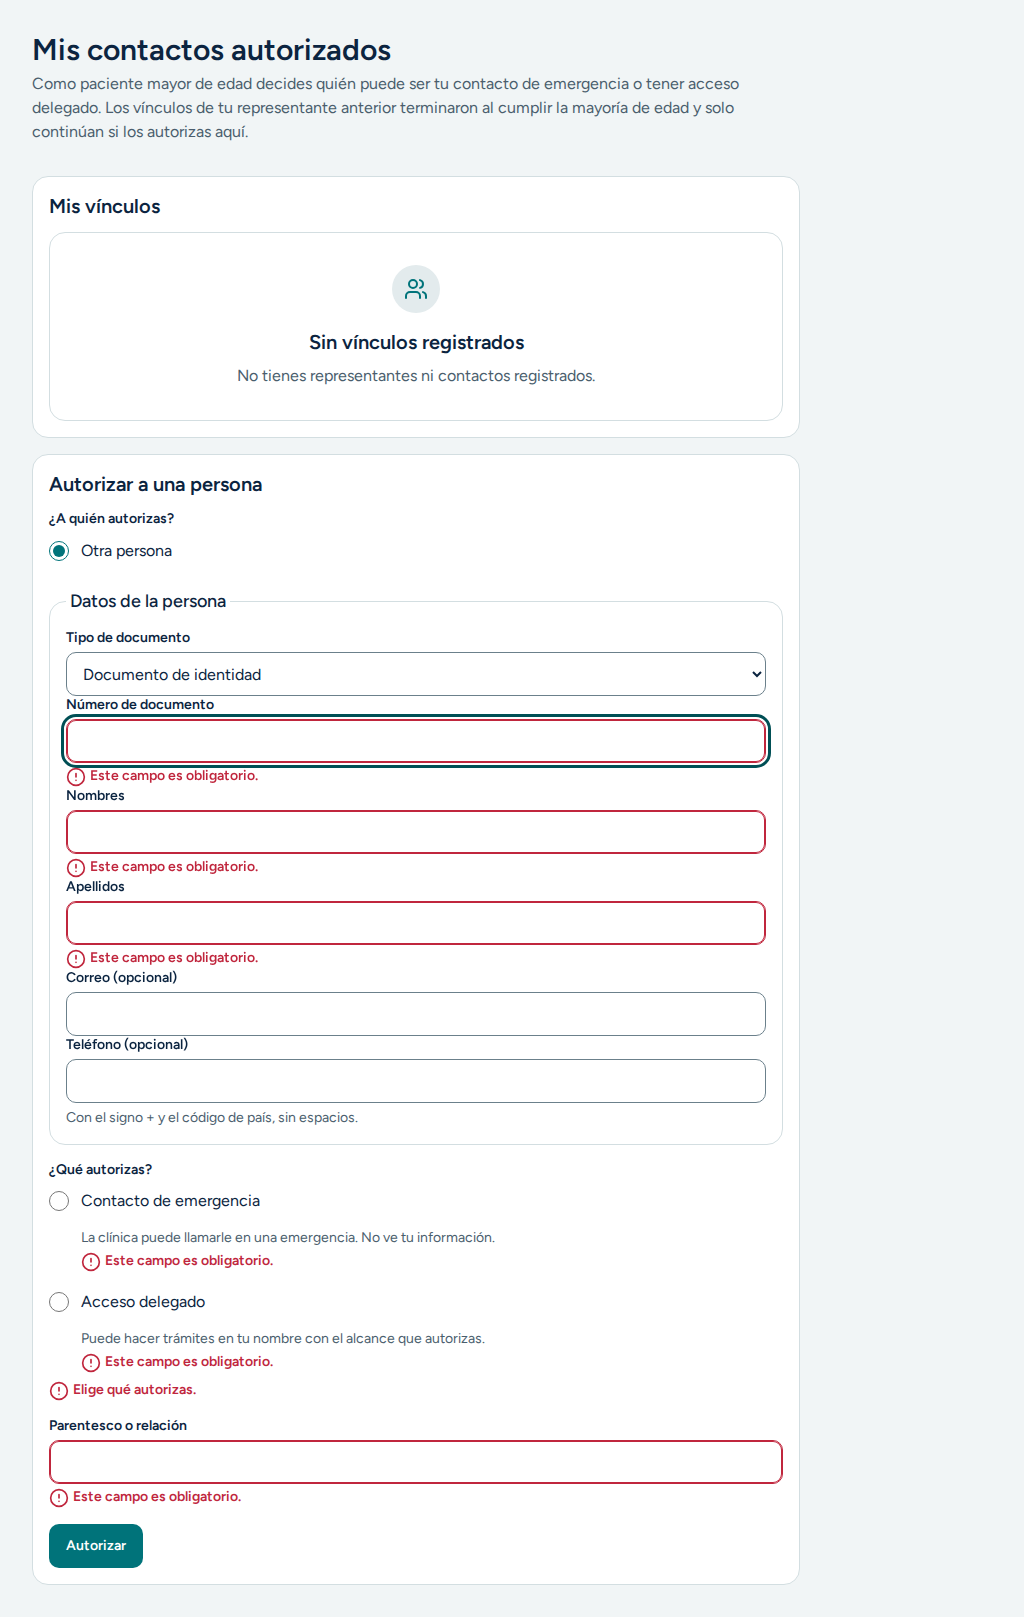 Mis contactos autorizados
Como paciente mayor de edad decides quién puede ser tu contacto de emergencia o tener acceso
delegado. Los vínculos de tu representante anterior terminaron al cumplir la mayoría de edad y solo
continúan si los autorizas aquí.
Mis vínculos
Sin vínculos registrados
No tienes representantes ni contactos registrados.
Autorizar a una persona
¿A quién autorizas?
Otra persona
Datos de la persona
Tipo de documento
Documento de identidad
Número de documento
Este campo es obligatorio.
Nombres
Este campo es obligatorio.
Apellidos
Este campo es obligatorio.
Correo (opcional)
Teléfono (opcional)
Con el signo + y el código de país, sin espacios.
¿Qué autorizas?
Contacto de emergencia
La clínica puede llamarle en una emergencia. No ve tu información.
Este campo es obligatorio.
Acceso delegado
Puede hacer trámites en tu nombre con el alcance que autorizas.
Este campo es obligatorio.
Elige qué autorizas.
Parentesco o relación
Este campo es obligatorio.
Autorizar